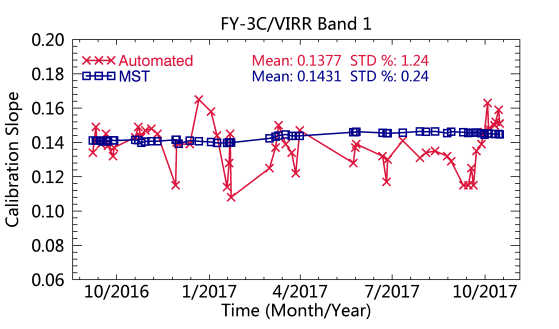 FY-3C/VIRR Band 1
Automated Mean: 0.1377 STD %: 1.24
MST Mean: 0.1431 STD %: 0.24
Calibration Slope
0.20
0.18
0.16
0.14
0.12
0.10
0.08
0.06
10/2016 1/2017 4/2017 7/2017 10/2017
Time (Month/Year)